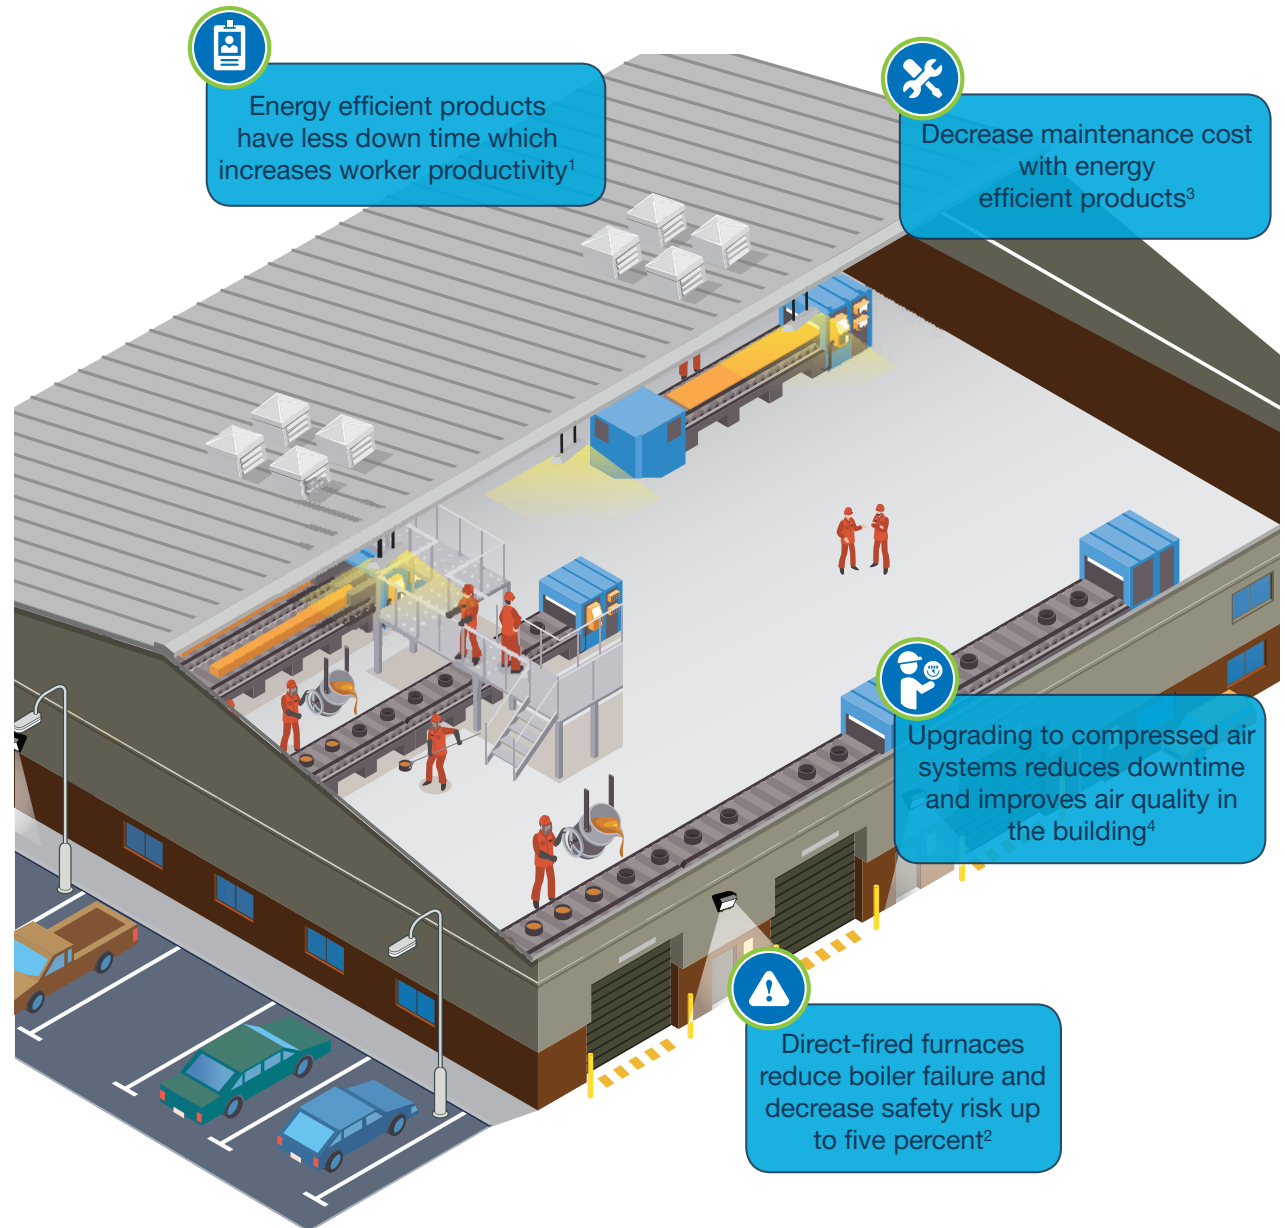 Energy efficient products
have less down time which
increases worker productivity¹
Decrease maintenance cost
with energy
efficient products³
Upgrading to compressed air
systems reduces downtime
and improves air quality in
the building⁴
Direct-fired furnaces
reduce boiler failure and
decrease safety risk up
to five percent²